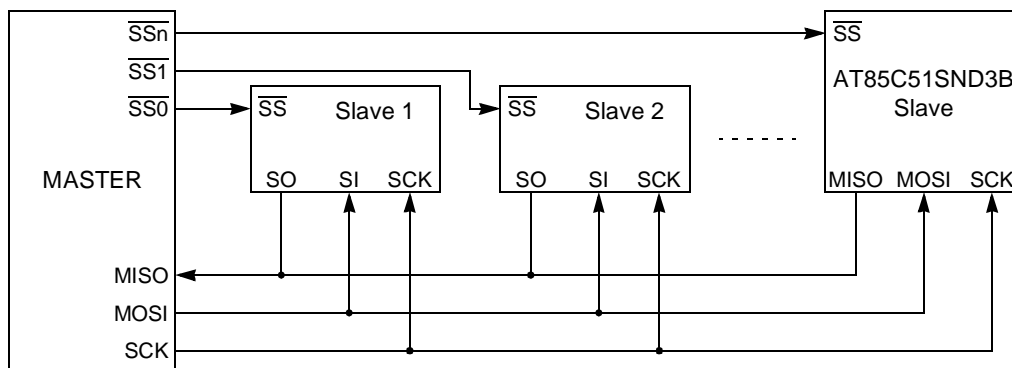 SSn
SS
SS1
AT85C51SND3B
SS0
SS
Slave 1
SS
Slave 2
Slave
MASTER
SO
SI
SCK
SO
SI
SCK
MISO
MOSI
SCK
MISO
MOSI
SCK